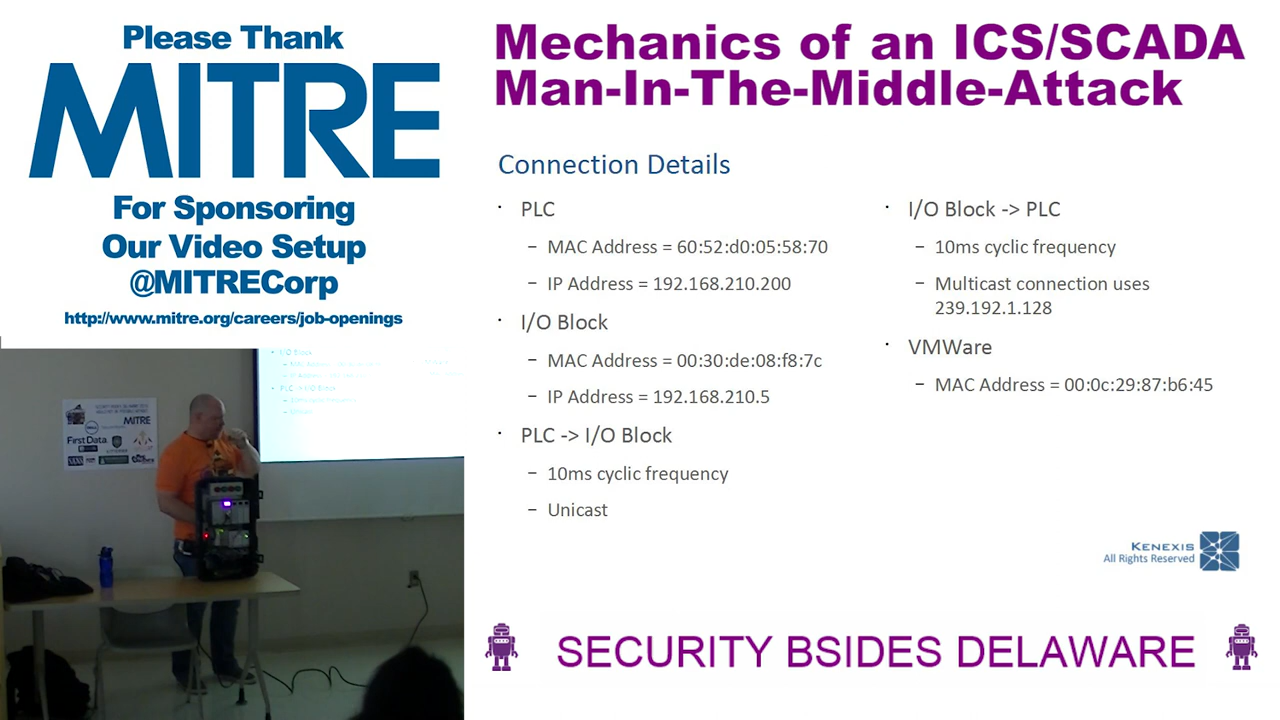 Please Thank
MITRE
For Sponsoring
Our Video Setup
@MITRECorp
http://www.mitre.org/careers/job-openings
Mechanics of an ICS/SCADA
Man-In-The-Middle-Attack
Connection Details
· PLC
– MAC Address = 60:52:d0:05:58:70
– IP Address = 192.168.210.200
· I/O Block
– MAC Address = 00:30:de:08:f8:7c
– IP Address = 192.168.210.5
· PLC -> I/O Block
– 10ms cyclic frequency
– Unicast
· I/O Block -> PLC
– 10ms cyclic frequency
– Multicast connection uses
239.192.1.128
· VMWare
– MAC Address = 00:0c:29:87:b6:45
KENEXIS
All Rights Reserved
SECURITY BSIDES DELAWARE
I/O Block
MITRE
First Data